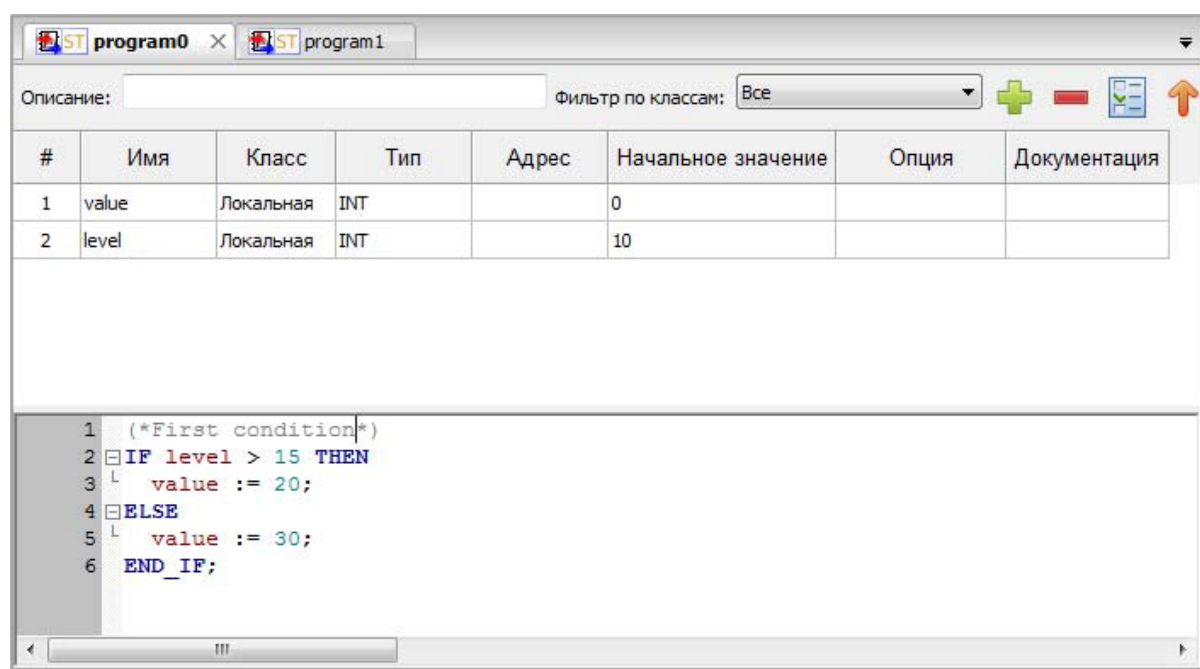 ST program0 ST program1
Описание: Фильтр по классам: Все
# Имя Класс Тип Адрес Начальное значение Опция Документация
1 value Локальная INT 0
2 level Локальная INT 10
1 (*First condition*)
2 IF level > 15 THEN
3 value := 20;
4 ELSE
5 value := 30;
6 END_IF;